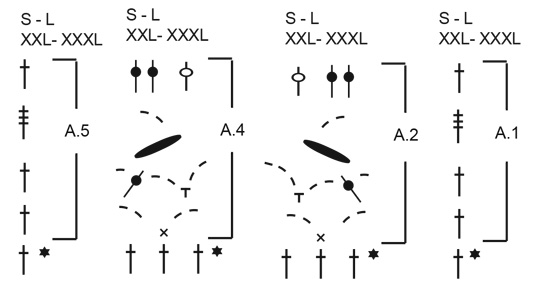 S - L
XXL- XXXL
A.5
S - L
XXL- XXXL
A.4
S - L
XXL- XXXL
A.2
S - L
XXL- XXXL
A.1